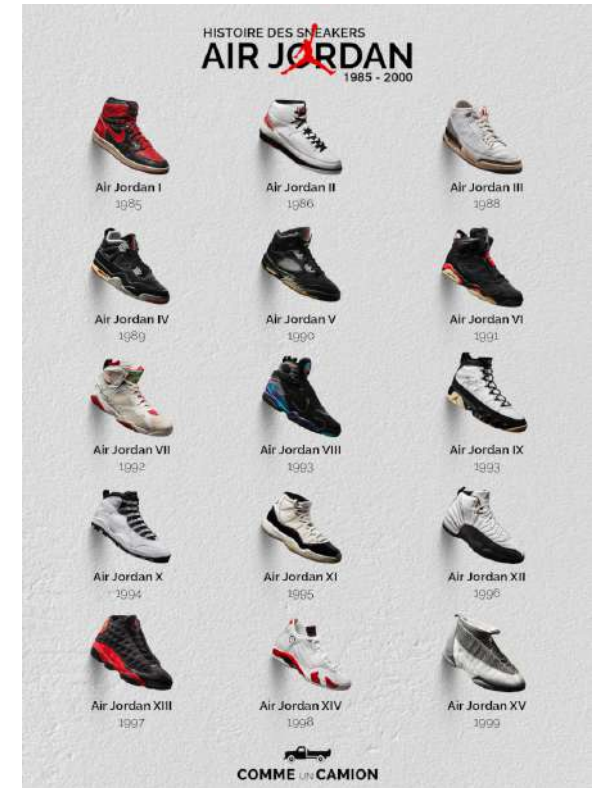 HISTOIRE DES SNEAKERS
AIR JORDAN
1985 - 2000
Air Jordan I
1985
Air Jordan II
1986
Air Jordan III
1988
Air Jordan IV
1989
Air Jordan V
1990
Air Jordan VI
1991
Air Jordan VII
1992
Air Jordan VIII
1993
Air Jordan IX
1993
Air Jordan X
1994
Air Jordan XI
1995
Air Jordan XII
1996
Air Jordan XIII
1997
Air Jordan XIV
1998
Air Jordan XV
1999
COMME UN CAMION